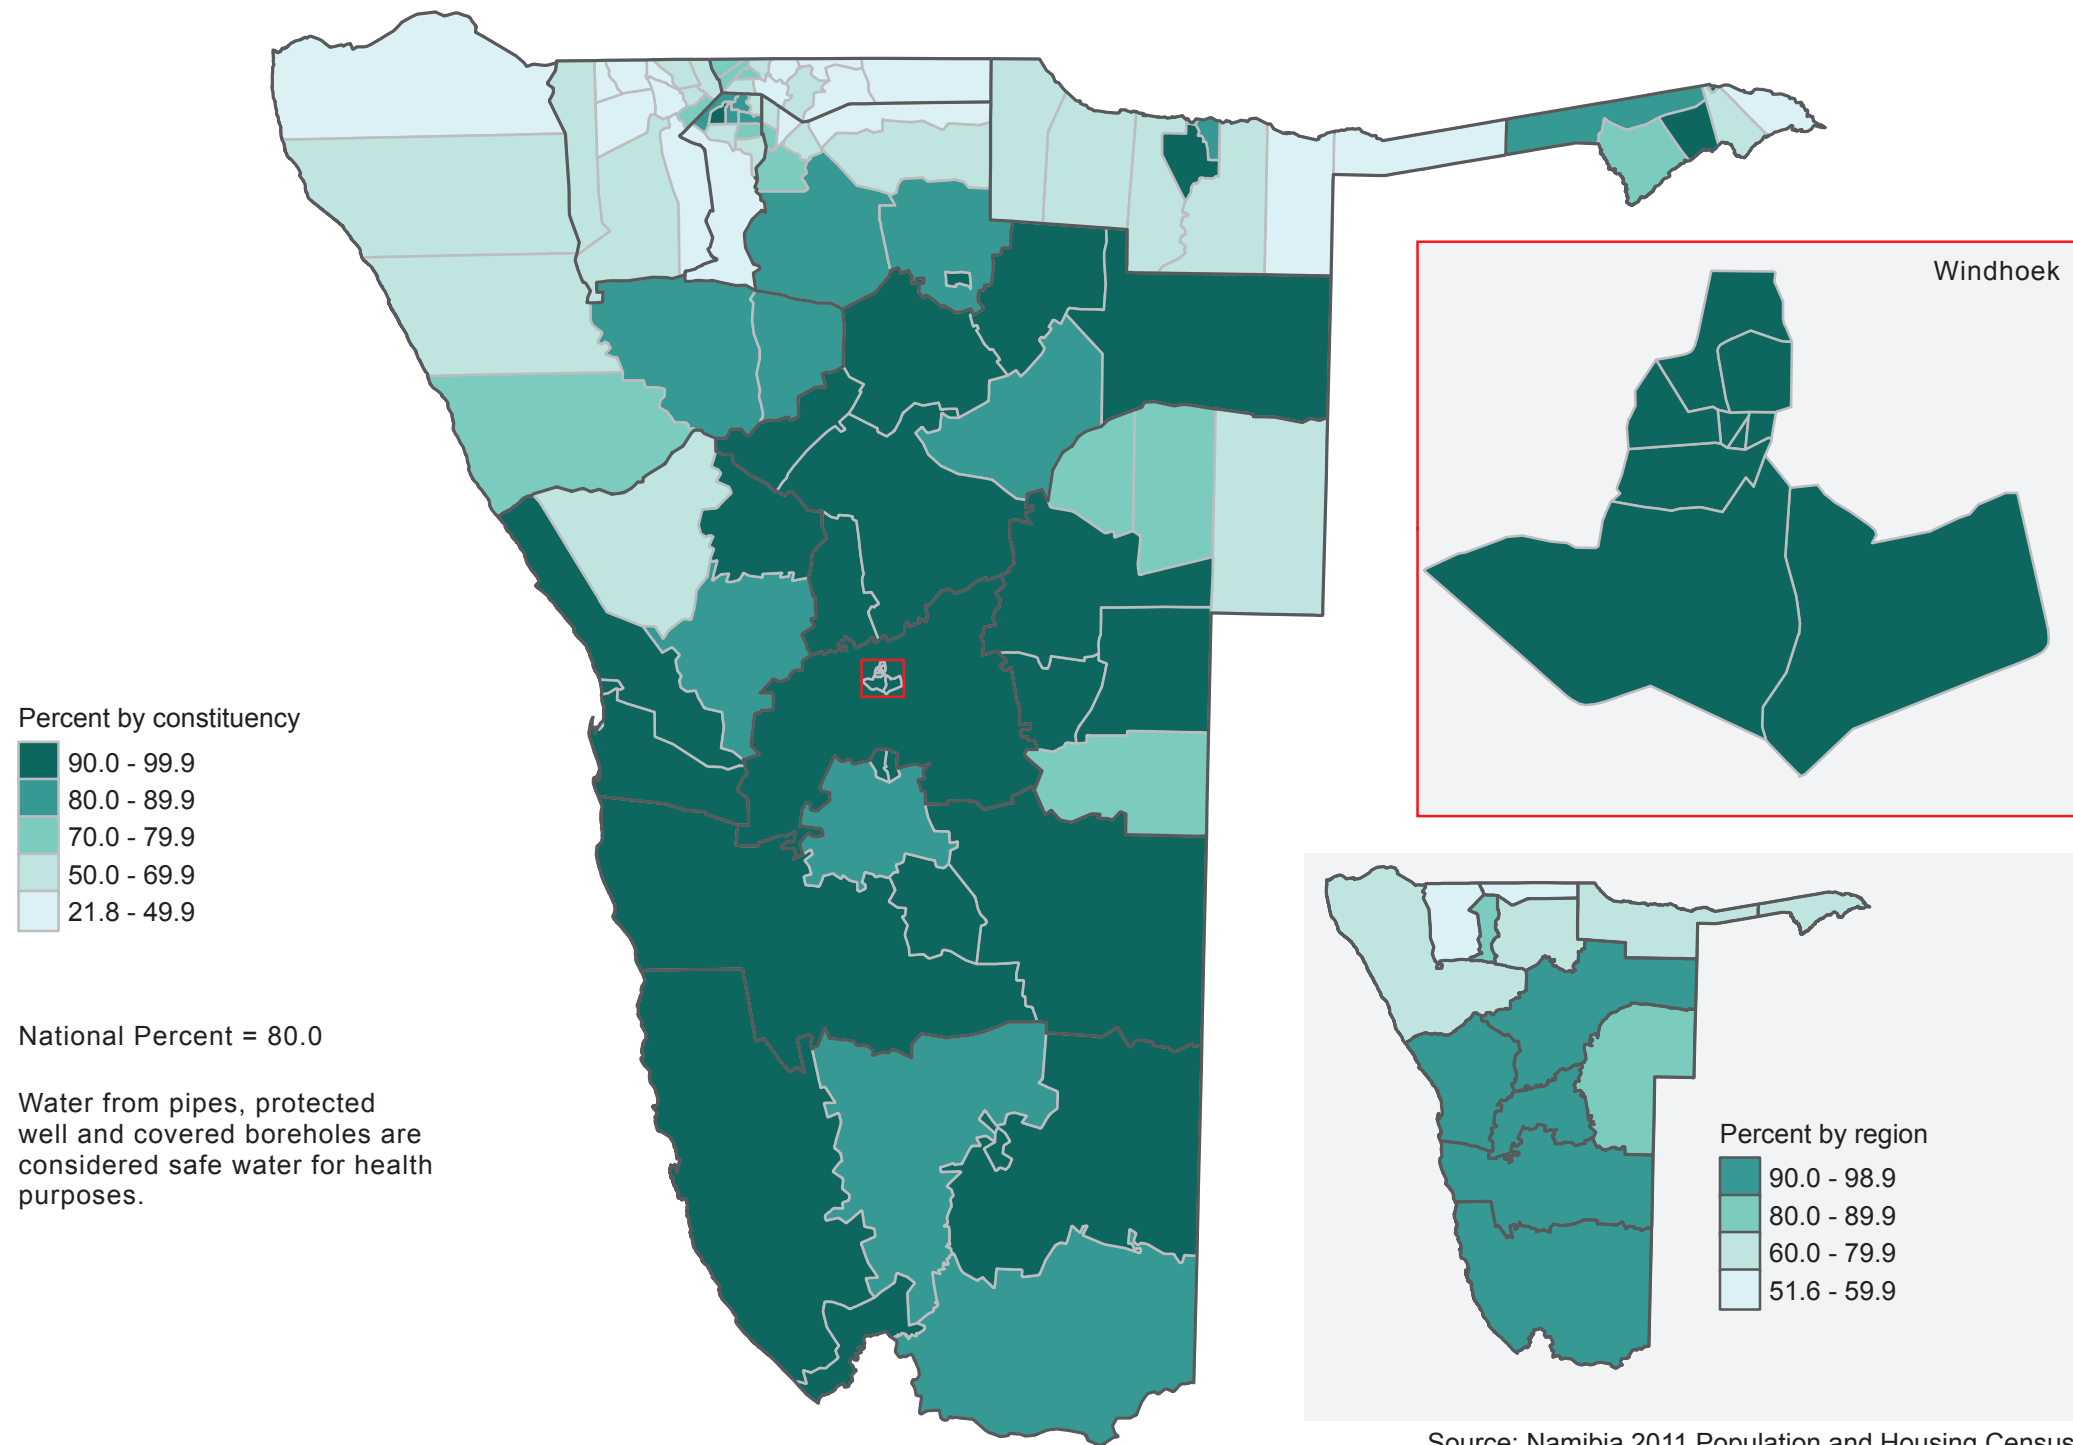 Windhoek
Percent by constituency
90.0 - 99.9
80.0 - 89.9
70.0 - 79.9
50.0 - 69.9
21.8 - 49.9
National Percent = 80.0
Water from pipes, protected
well and covered boreholes are
considered safe water for health
purposes.
Percent by region
90.0 - 98.9
80.0 - 89.9
60.0 - 79.9
51.6 - 59.9
Source: Namibia 2011 Population and Housing Census